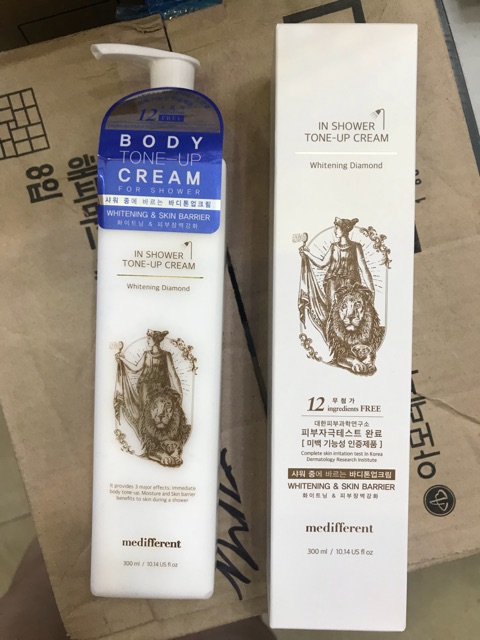 12
FREE
BODY
TONE-UP
CREAM
FOR SHOWER
샤워 중에 바르는 바디톤업크림
WHITENING & SKIN BARRIER
화이트닝 & 피부장벽강화
IN SHOWER
TONE-UP CREAM
Whitening Diamond
It provides 3 major effects: Immediate
body tone up, Moisture and Skin barrier
benefits to skin during a shower
medifferent
300 ml / 10.14 US fl oz
IN SHOWER
TONE-UP CREAM
Whitening Diamond
12 무첨가
ingredients FREE
대한피부과학연구소
피부자극테스트 완료
[ 미백 기능성 인증제품 ]
Complete skin irritation test in Korea
Dermatology Research Institute
샤워 중에 바르는 바디톤업크림
WHITENING & SKIN BARRIER
화이트닝 & 피부장벽강화
medifferent
300 ml / 10.14 US fl oz